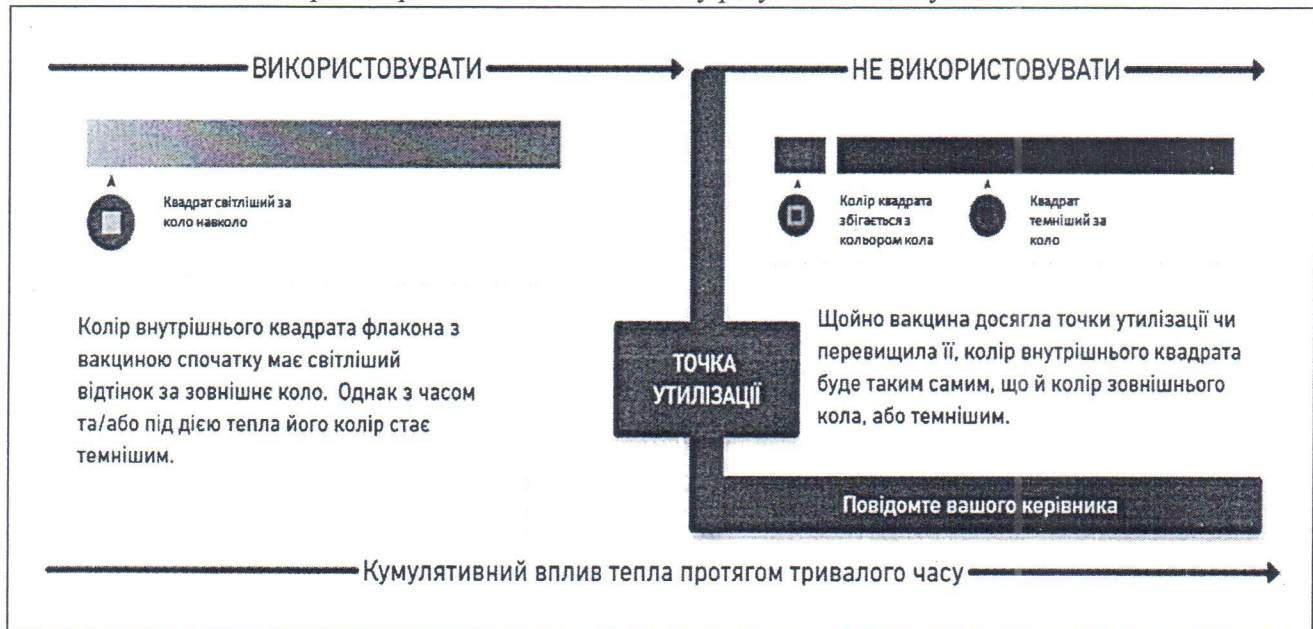 ВИКОРИСТОВУВАТИ
НЕ ВИКОРИСТОВУВАТИ
Квадрат світліший за
коло навколо
Колір квадрата
збігається з
кольором кола
Квадрат
темніший за
коло
Колір внутрішнього квадрата флакона з
вакциною спочатку має світліший
відтінок за зовнішнє коло. Однак з часом
та/або під дією тепла його колір стає
темнішим.
ТОЧКА
УТИЛІЗАЦІЇ
Щойно вакцина досягла точки утилізації чи
перевищила її, колір внутрішнього квадрата
буде таким самим, що й колір зовнішнього
кола, або темнішим.
Повідомте вашого керівника
Кумулятивний вплив тепла протягом тривалого часу